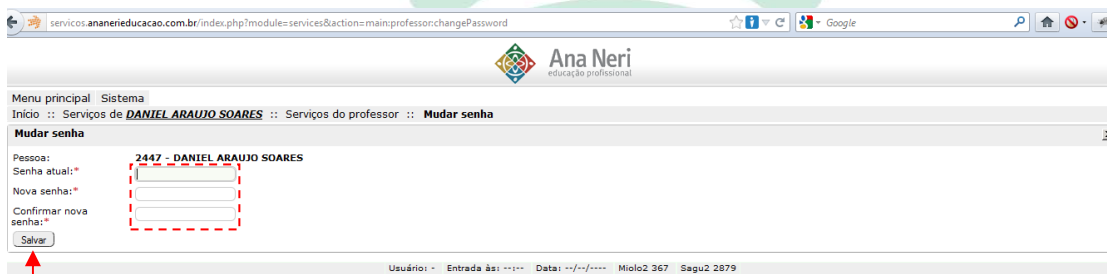 servicos.ananerieducacao.com.br/index.php?module=services&action=main:professor:changePassword Google
Ana Neri
educação profissional
Menu principal Sistema
Início :: Serviços de DANIEL ARAUJO SOARES :: Serviços do professor :: Mudar senha
Mudar senha
Pessoa: 2447 - DANIEL ARAUJO SOARES
Senha atual:*
Nova senha:*
Confirmar nova
senha:*
Salvar
Usuário: - Entrada às: --:-- Data: --/--/---- Miolo2 367 Sagu2 2879